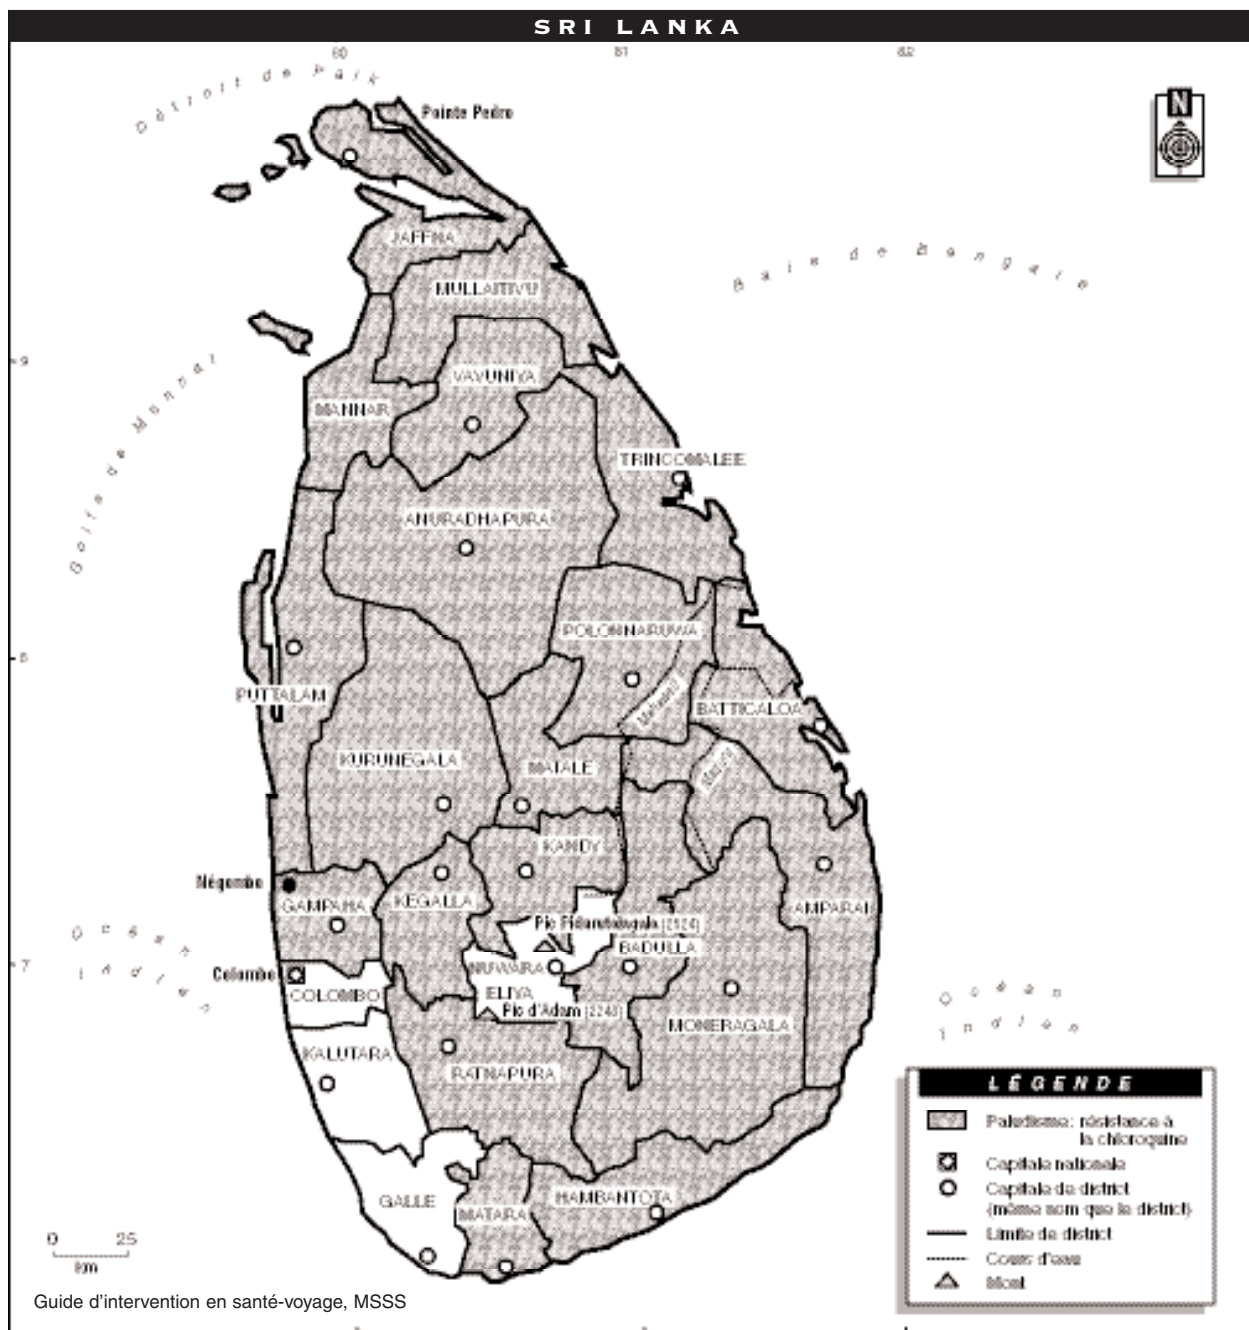 SRI LANKA
80
81
82
Détroit de Palk
Pointe Pedro
N
JAFFNA
Baie de Bangale
MULLAITIVU
9
Golfe de Mannar
VAVUNIYA
MANNAR
TRINCOMALEE
ANURADHAPURA
POLONNARUWA
8
PUTTALAM
BATTICALOA
KURUNEGALA
MATALE
KANDY
Négombo
GAMPAHA
KEGALLA
AMPARAI
Océan
Indien
7
Pic Pidurutalagala (2524)
BADULLA
Colombo
NUWARA
ELIYA
COLOMBO
Pic d'Adam (2243)
MONERAGALA
Océan
Indien
KALUTARA
RATNAPURA
GALLE
MATARA
HAMBANTOTA
LÉGENDE
Paludisme : résistance à
la chloroquine
Capitale nationale
Capitale de district
(même nom que le district)
Limite de district
Cours d'eau
Mont
0 25
km
Guide d'intervention en santé-voyage, MSSS